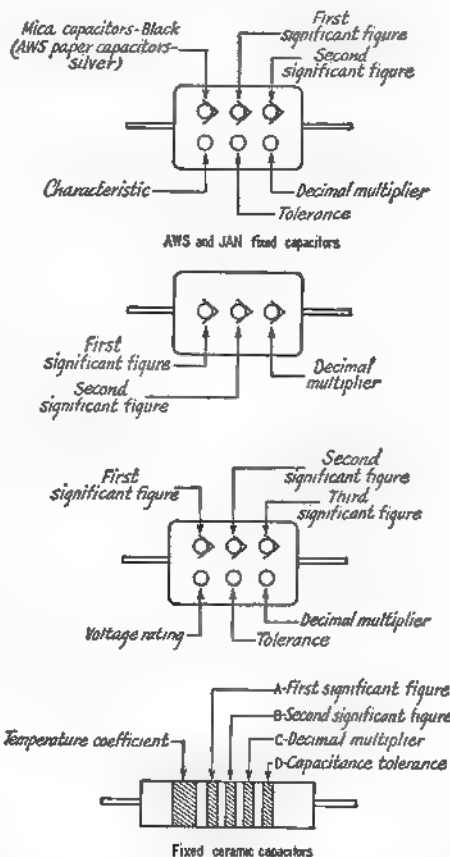 Mica capacitors-Black
(AWS paper capacitors-
silver)
First
significant figure
Second
significant figure
Characteristic
Decimal multiplier
Tolerance
AWS and JAN fixed capacitors
First
significant figure
Second
significant figure
Decimal
multiplier
First
significant figure
Second
significant figure
Third
significant figure
Voltage rating
Decimal multiplier
Tolerance
A-First significant figure
B-Second significant figure
Temperature coefficient
C-Decimal multiplier
D-Capacitance tolerance
Fixed ceramic capacitors